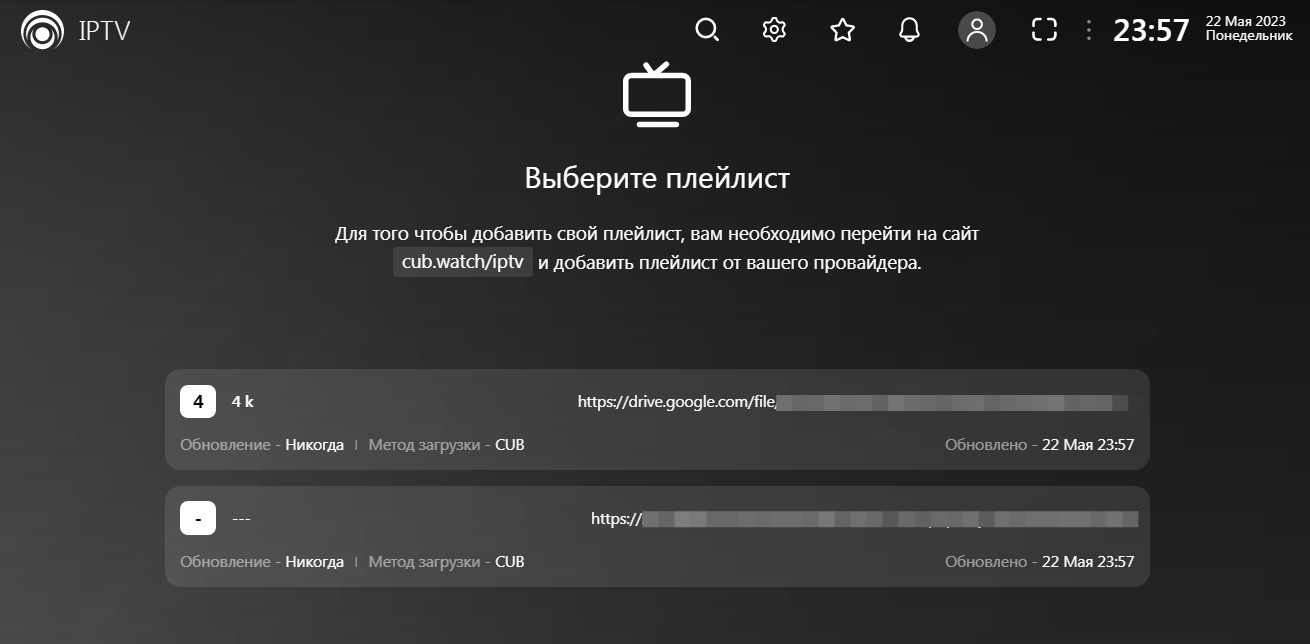 IPTV
23:57
22 Мая 2023
Понедельник
Выберите плейлист
Для того чтобы добавить свой плейлист, вам необходимо перейти на сайт
cub.watch/iptv и добавить плейлист от вашего провайдера.
4 4 k https://drive.google.com/file/
Обновление - Никогда | Метод загрузки - CUB Обновлено - 22 Мая 23:57
- --- https://
Обновление - Никогда | Метод загрузки - CUB Обновлено - 22 Мая 23:57